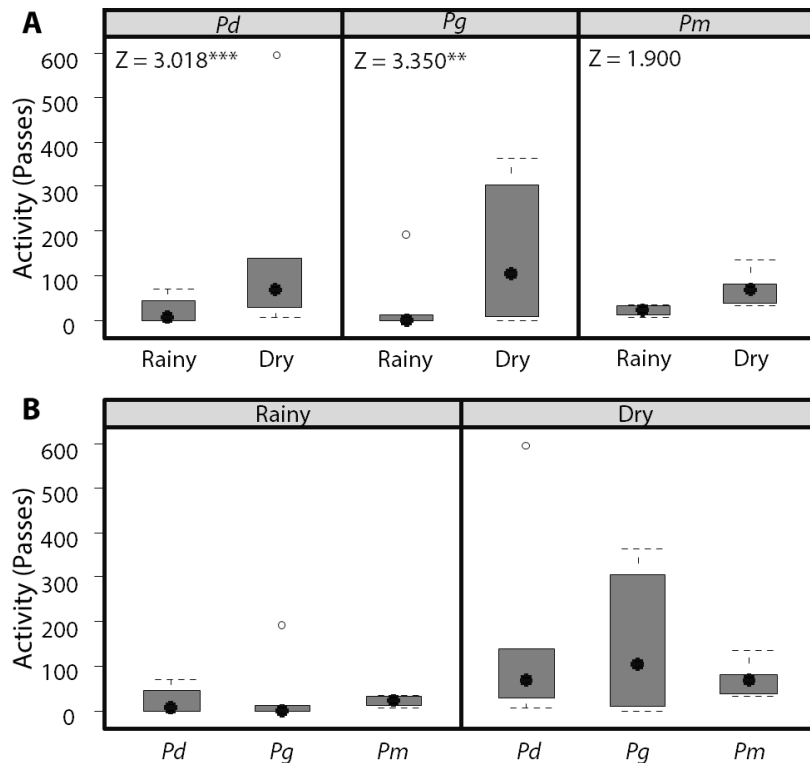 A
Pd Pg Pm
Z = 3.018*** Z = 3.350** Z = 1.900
Activity (Passes)
600
500
400
300
200
100
0
Rainy Dry Rainy Dry Rainy Dry
B
Rainy Dry
Activity (Passes)
600
500
400
300
200
100
0
Pd Pg Pm Pd Pg Pm